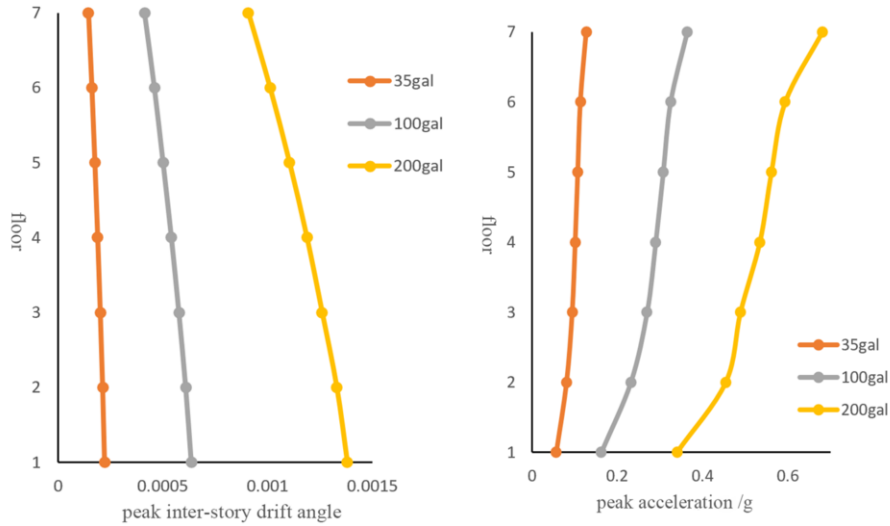 7
6
5
4
3
2
1
floor
0
0.0005
0.001
0.0015
peak inter-story drift angle
35gal
100gal
200gal
7
6
5
4
3
2
1
floor
0
0.2
0.4
0.6
peak acceleration /g
35gal
100gal
200gal